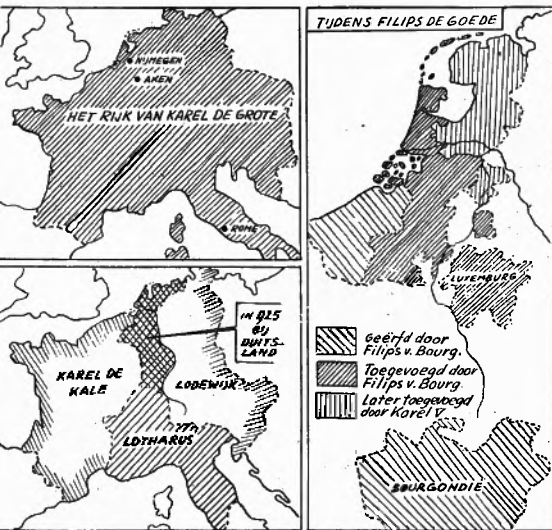 NIJMEGEN
AKEN
HET RIJK VAN KAREL DE GROTE
ROME
IN 925
BIJ
DUITS-
LAND
KAREL DE
KALE
LODEWIJK
LOTHARUS
TIJDENS FILIPS DE GOEDE
LUXEMBURG
Geërfd door
Filips v. Bourg.
Toegevoegd door
Filips v. Bourg.
Later toegevoegd
door Karel V
BOURGONDIE